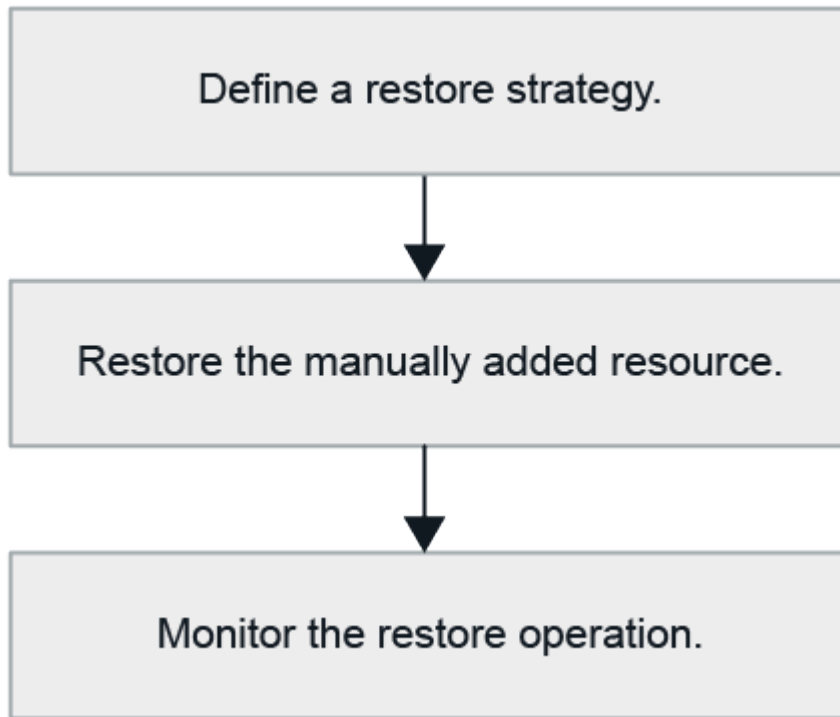 Define a restore strategy.
Restore the manually added resource.
Monitor the restore operation.